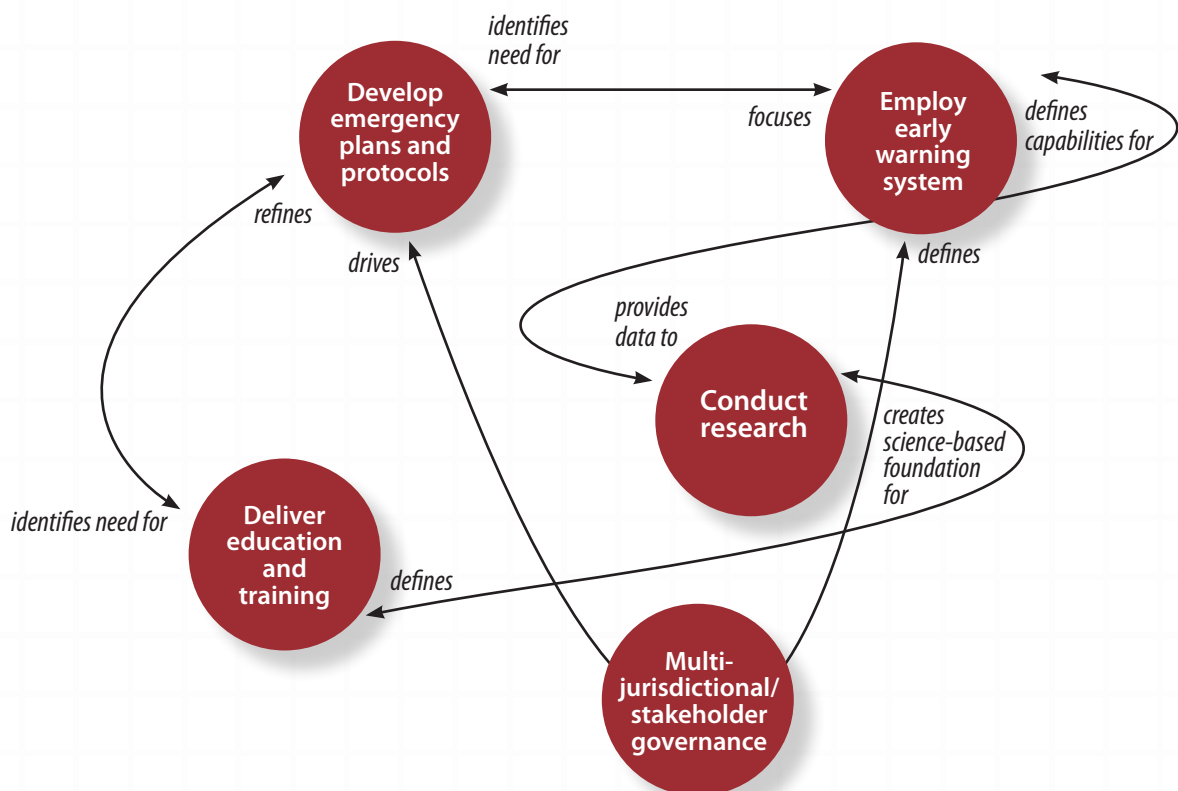 identifies
need for
Develop
emergency
plans and
protocols
focuses
Employ
early
warning
system
defines
capabilities for
refines
drives
defines
provides
data to
Conduct
research
creates
science-based
foundation
for
identifies need for
Deliver
education
and
training
defines
Multi-
jurisdictional/
stakeholder
governance